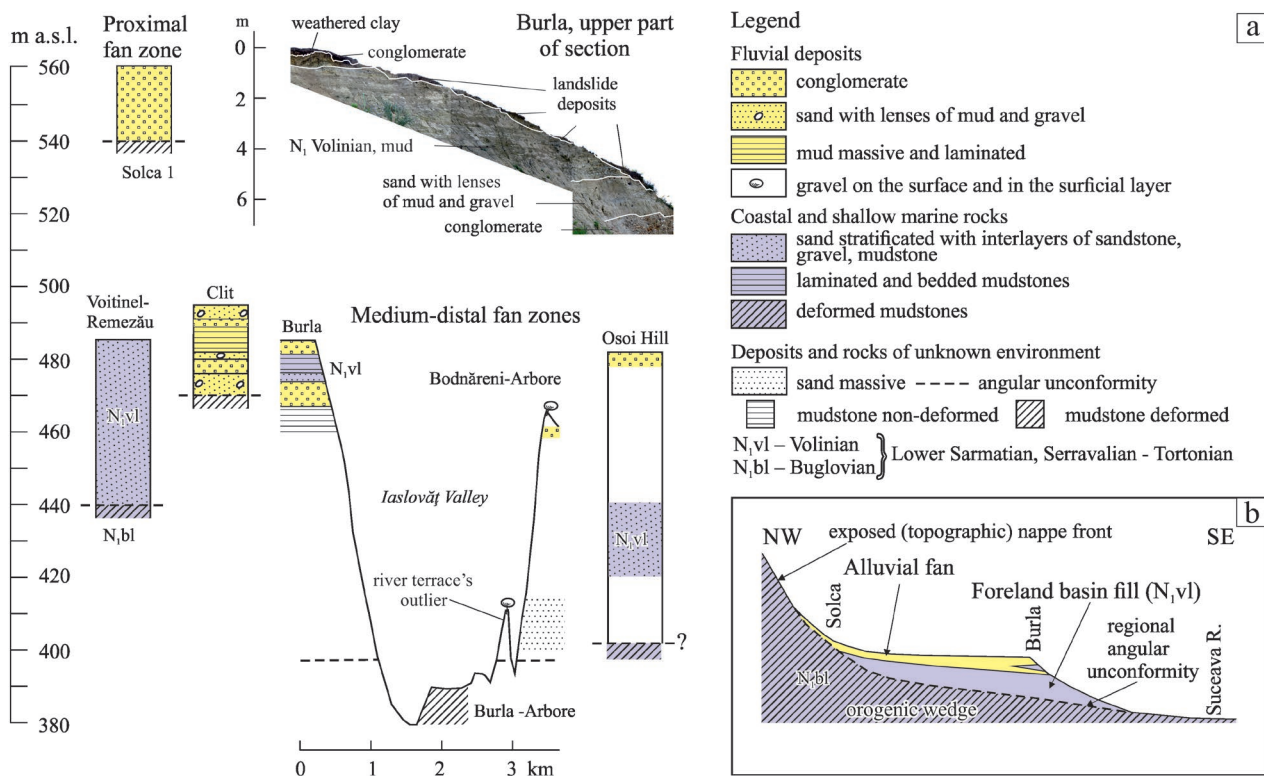 m a.s.l.
Proximal
fan zone
560
540
520
500
480
460
440
420
400
380
Solca 1
m
0
2
4
6
weathered clay
conglomerate
Burla, upper part
of section
landslide
deposits
N₁ Volinian, mud
sand with lenses
of mud and gravel
conglomerate
Voitinel-
Remezău
N₁vl
N₁bl
Clit
Medium-distal fan zones
Burla
N₁vl
Bodnăreni-Arbore
Iaslovăţ Valley
river terrace's
outlier
Burla -Arbore
0 1 2 3 km
Osoi Hill
N₁vl
?
a
Legend
Fluvial deposits
conglomerate
sand with lenses of mud and gravel
mud massive and laminated
gravel on the surface and in the surficial layer
Coastal and shallow marine rocks
sand stratificated with interlayers of sandstone,
gravel, mudstone
laminated and bedded mudstones
deformed mudstones
Deposits and rocks of unknown environment
sand massive
angular unconformity
mudstone non-deformed
mudstone deformed
N₁vl – Volinian
N₁bl – Buglovian
Lower Sarmatian, Serravalian - Tortonian
b
NW
exposed (topographic) nappe front
SE
Alluvial fan
Solca
Foreland basin fill (N₁vl)
Burla
regional
angular
unconformity
Suceava R.
N₁bl
orogenic wedge